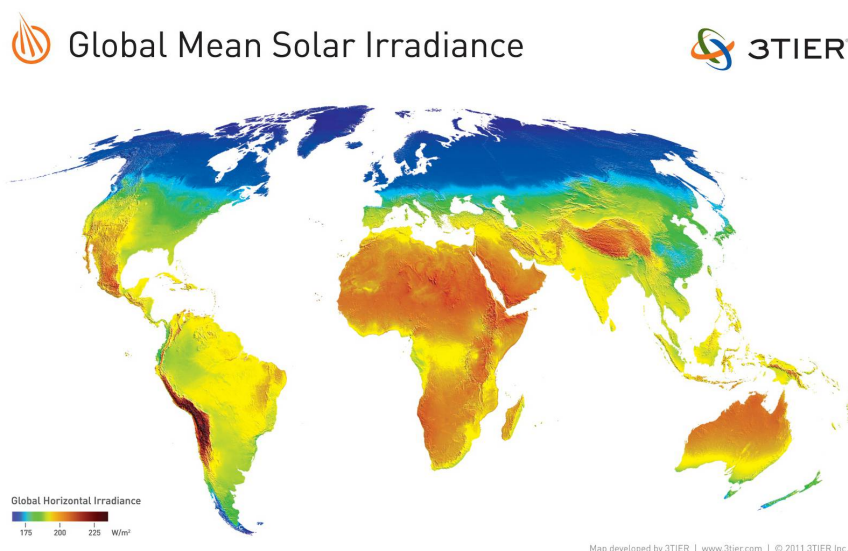 Global Mean Solar Irradiance
3TIER®
Global Horizontal Irradiance
175 200 225 W/m²
Map developed by 3TIER | www.3tier.com | © 2011 3TIER Inc.